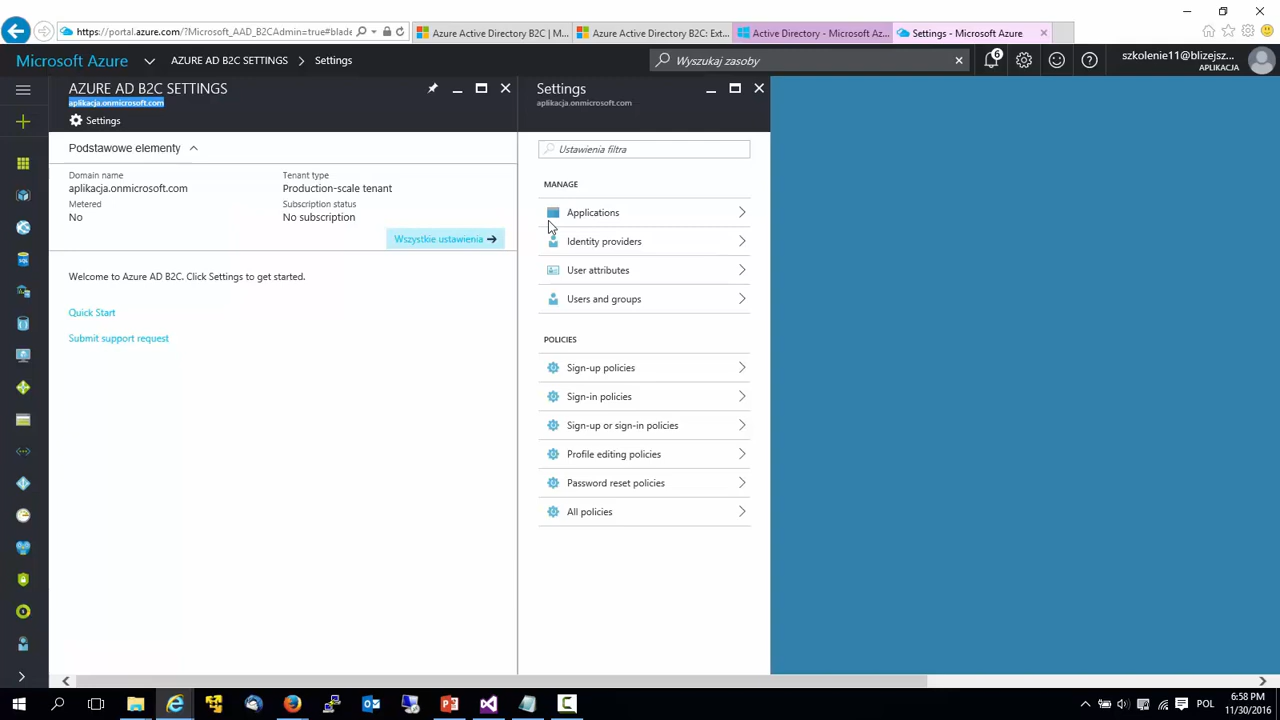 https://portal.azure.com/?Microsoft_AAD_B2CAdmin=true#blade
Azure Active Directory B2C | M...
Azure Active Directory B2C: Ext...
Active Directory - Microsoft Az...
Settings - Microsoft Azure
Microsoft Azure
AZURE AD B2C SETTINGS > Settings
Wyszukaj zasoby
6
szkolenie11@blizejsz...
APLIKACJA
AZURE AD B2C SETTINGS
aplikacja.onmicrosoft.com
Settings
Podstawowe elementy
Domain name
aplikacja.onmicrosoft.com
Tenant type
Production-scale tenant
Metered
No
Subscription status
No subscription
Wszystkie ustawienia
Welcome to Azure AD B2C. Click Settings to get started.
Quick Start
Submit support request
Settings
aplikacja.onmicrosoft.com
Ustawienia filtra
MANAGE
Applications
Identity providers
User attributes
Users and groups
POLICIES
Sign-up policies
Sign-in policies
Sign-up or sign-in policies
Profile editing policies
Password reset policies
All policies
POL
6:58 PM
11/30/2016